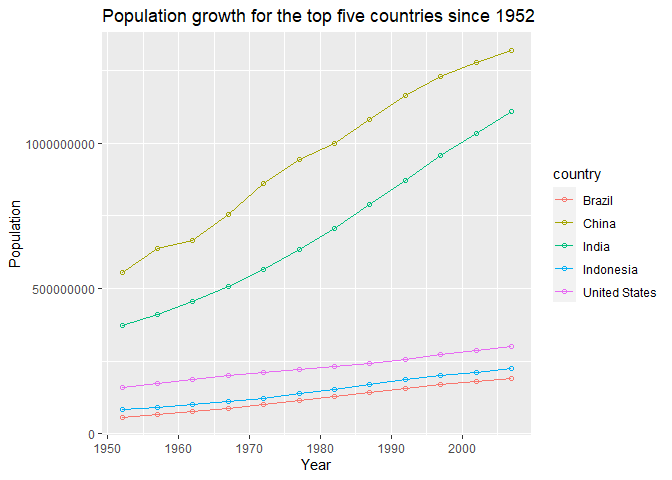 Population growth for the top five countries since 1952
Population
1000000000
500000000
0
1950 1960 1970 1980 1990 2000
Year
country
Brazil
China
India
Indonesia
United States